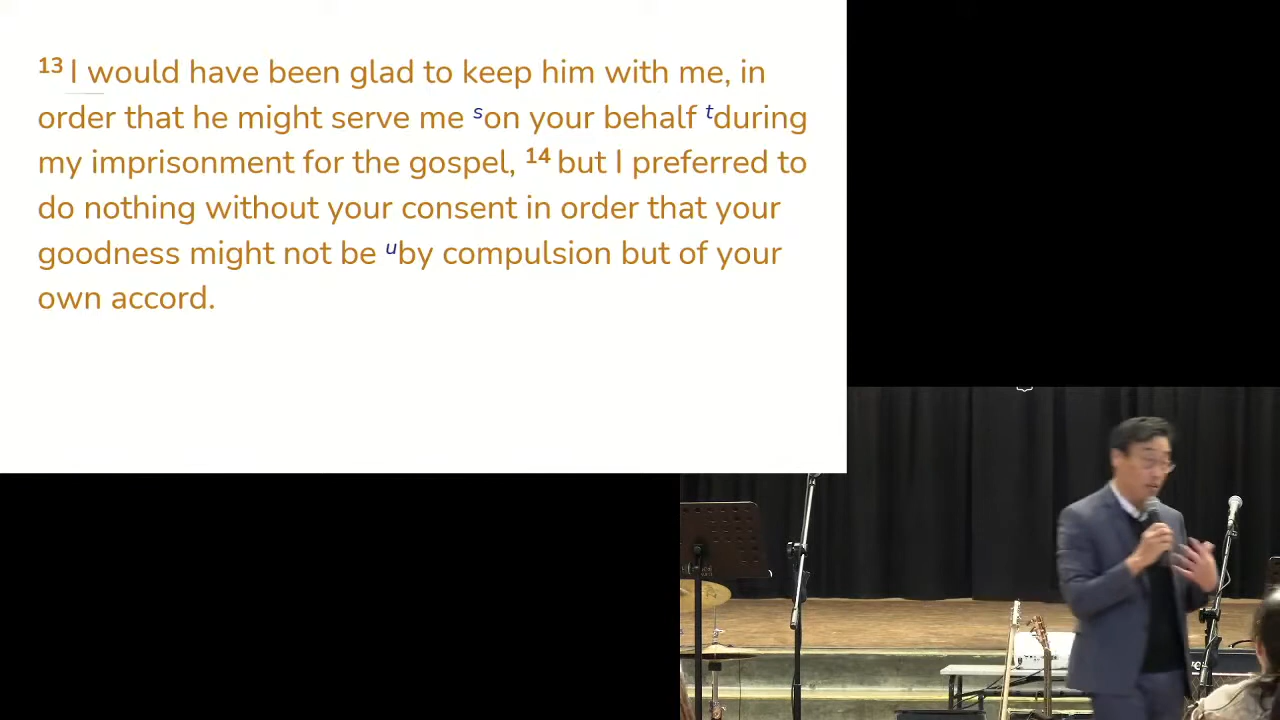 13 I would have been glad to keep him with me, in
order that he might serve me s on your behalf t during
my imprisonment for the gospel, 14 but I preferred to
do nothing without your consent in order that your
goodness might not be u by compulsion but of your
own accord.